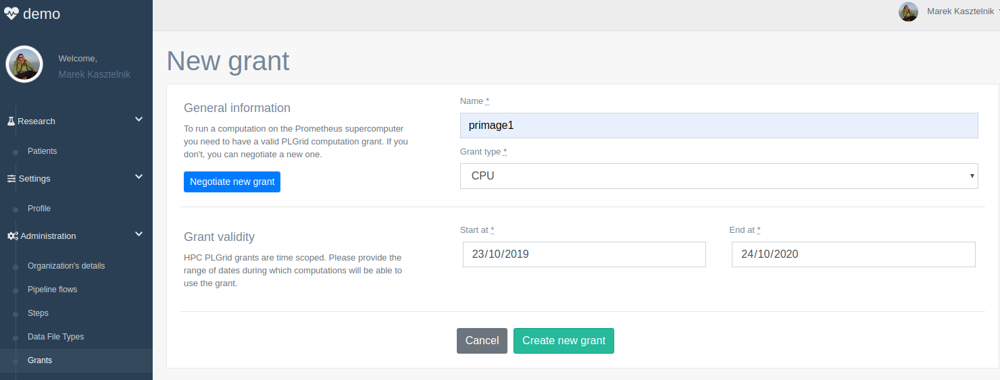 demo
Marek Kasztelnik
Welcome,
Marek Kasztelnik
Research
Patients
Settings
Profile
Administration
Organization's details
Pipeline flows
Steps
Data File Types
Grants
New grant
General information
To run a computation on the Prometheus supercomputer
you need to have a valid PLGrid computation grant. If you
don't, you can negotiate a new one.
Negotiate new grant
Name *
primage1
Grant type *
CPU
Grant validity
HPC PLGrid grants are time scoped. Please provide the
range of dates during which computations will be able to
use the grant.
Start at *
23/10/2019
End at *
24/10/2020
Cancel
Create new grant